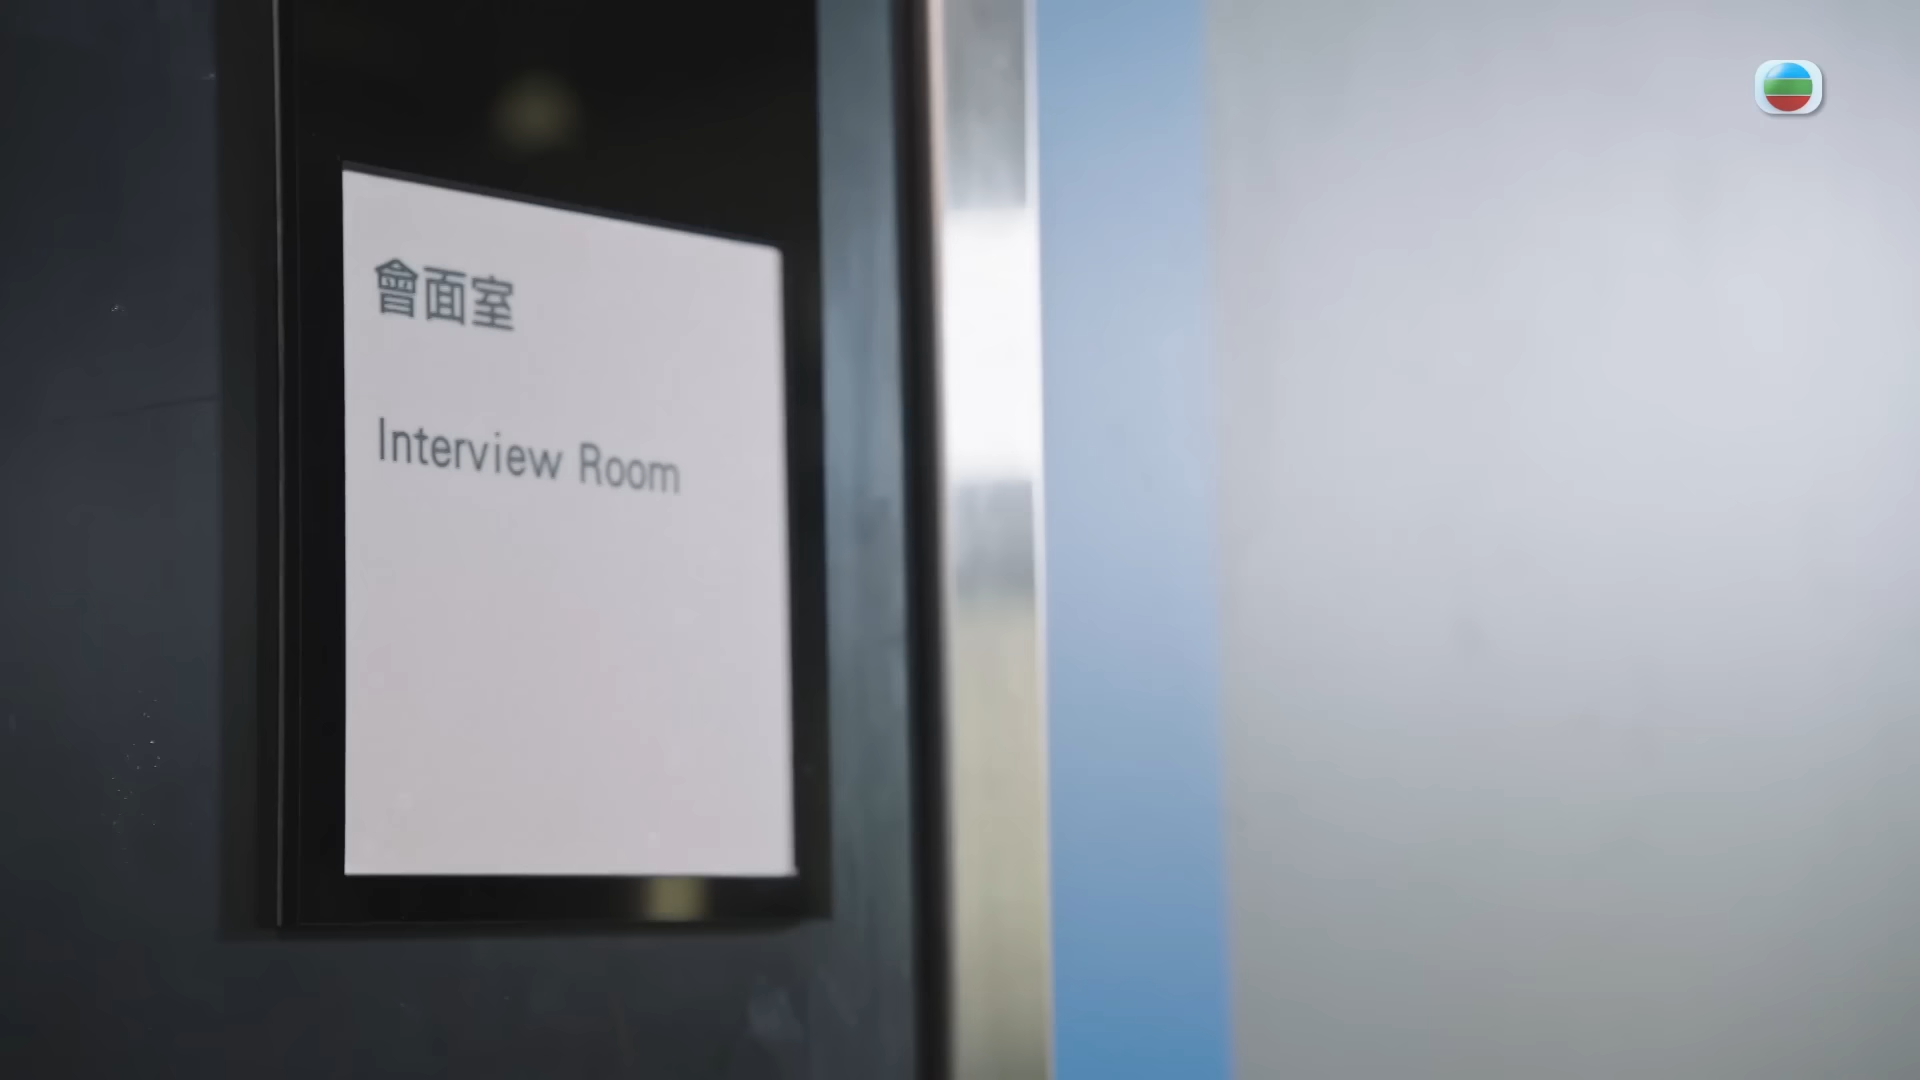 會面室
Interview Room